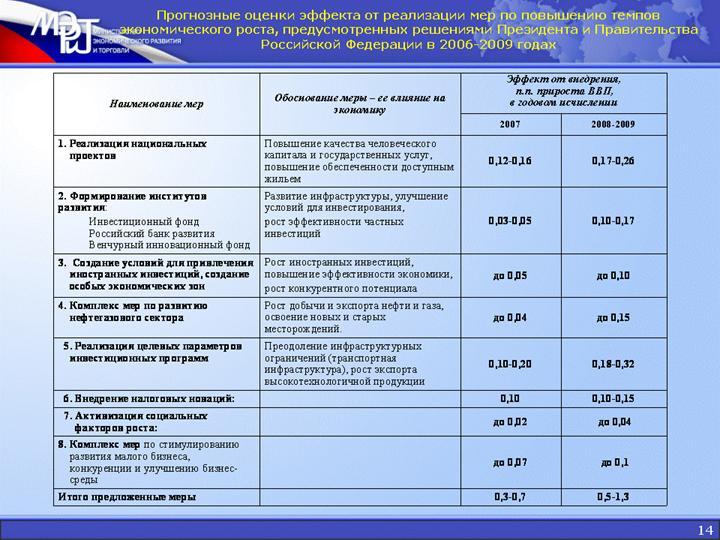 Прогнозные оценки эффекта от реализации мер по повышению темпов
экономического роста, предусмотренных решениями Президента и Правительства
Российской Федерации в 2006-2009 годах
МЭРТ
МИНИСТЕРСТВО
ЭКОНОМИЧЕСКОГО РАЗВИТИЯ
И ТОРГОВЛИ
Наименование мер
Обоснование меры – ее влияние на
экономику
Эффект от внедрения,
п.п. прироста ВВП,
в годовом исчислении
2007
2008-2009
1. Реализация национальных
проектов
Повышение качества человеческого
капитала и государственных услуг,
повышение обеспеченности доступным
жильем
0,12-0,16
0,17-0,26
2. Формирование институтов
развития:
Инвестиционный фонд
Российский банк развития
Венчурный инновационный фонд
Развитие инфраструктуры, улучшение
условий для инвестирования,
рост эффективности частных
инвестиций
0,03-0,05
0,10-0,17
3. Создание условий для привлечения
иностранных инвестиций, создание
особых экономических зон
Рост иностранных инвестиций,
повышение эффективности экономики,
рост конкурентного потенциала
до 0,05
до 0,10
4. Комплекс мер по развитию
нефтегазового сектора
Рост добычи и экспорта нефти и газа,
освоение новых и старых
месторождений.
до 0,04
до 0,15
5. Реализация целевых параметров
инвестиционных программ
Преодоление инфраструктурных
ограничений (транспортная
инфраструктура), рост экспорта
высокотехнологичной продукции
0,10-0,20
0,18-0,32
6. Внедрение налоговых новаций:
0,10
0,10-0,15
7. Активизация социальных
факторов роста:
до 0,02
до 0,04
8. Комплекс мер по стимулированию
развития малого бизнеса,
конкуренции и улучшению бизнес-
среды
до 0,07
до 0,1
Итого предложенные меры
0,3-0,7
0,5-1,3
14